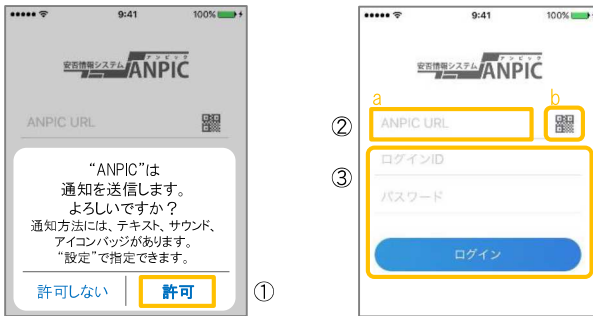 9:41
100%
安否情報システム
アンピック
ANPIC
ANPIC URL
“ANPIC”は
通知を送信します。
よろしいですか？
通知方法には、テキスト、サウンド、
アイコンバッジがあります。
“設定”で指定できます。
許可しない
許可
①
9:41
100%
安否情報システム
アンピック
ANPIC
a
b
②
ANPIC URL
③
ログインID
パスワード
ログイン